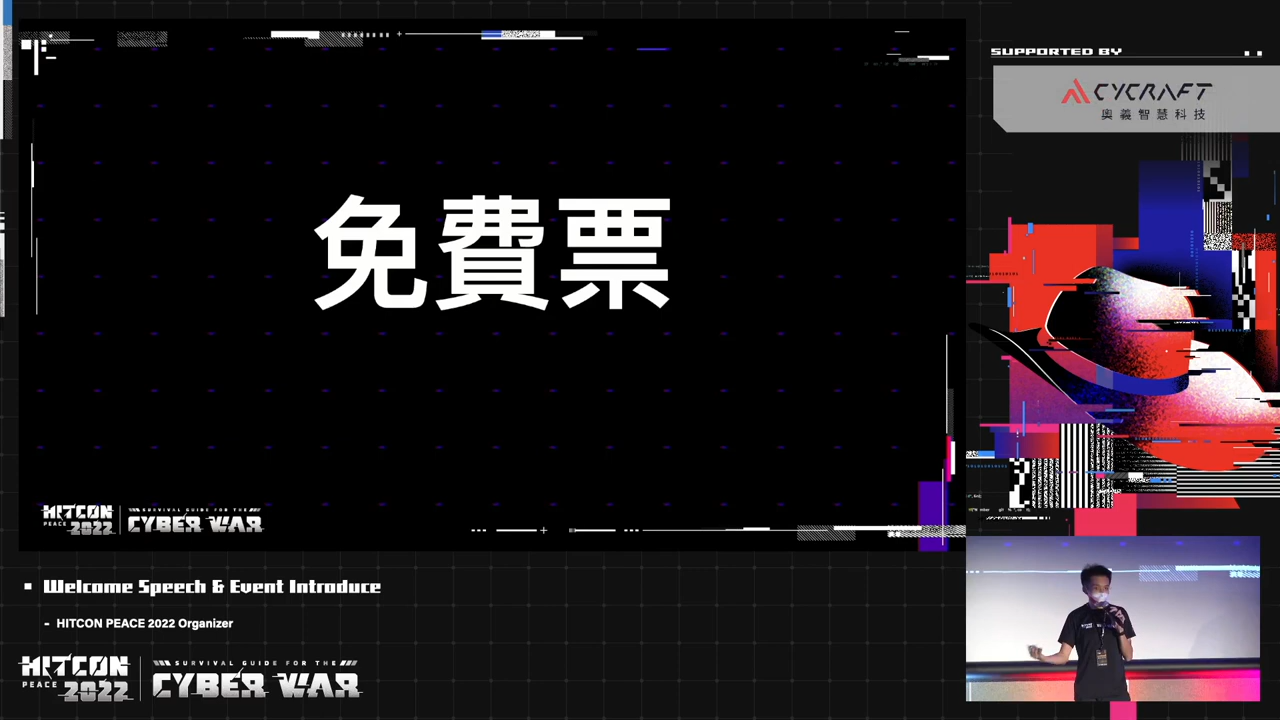 SUPPORTED BY
CYCRAFT
奧義智慧科技
免費票
HITCON
PEACE 2022
SURVIVAL GUIDE FOR THE
CYBER WAR
Welcome Speech & Event Introduce
- HITCON PEACE 2022 Organizer
HITCON
PEACE 2022
SURVIVAL GUIDE FOR THE
CYBER WAR